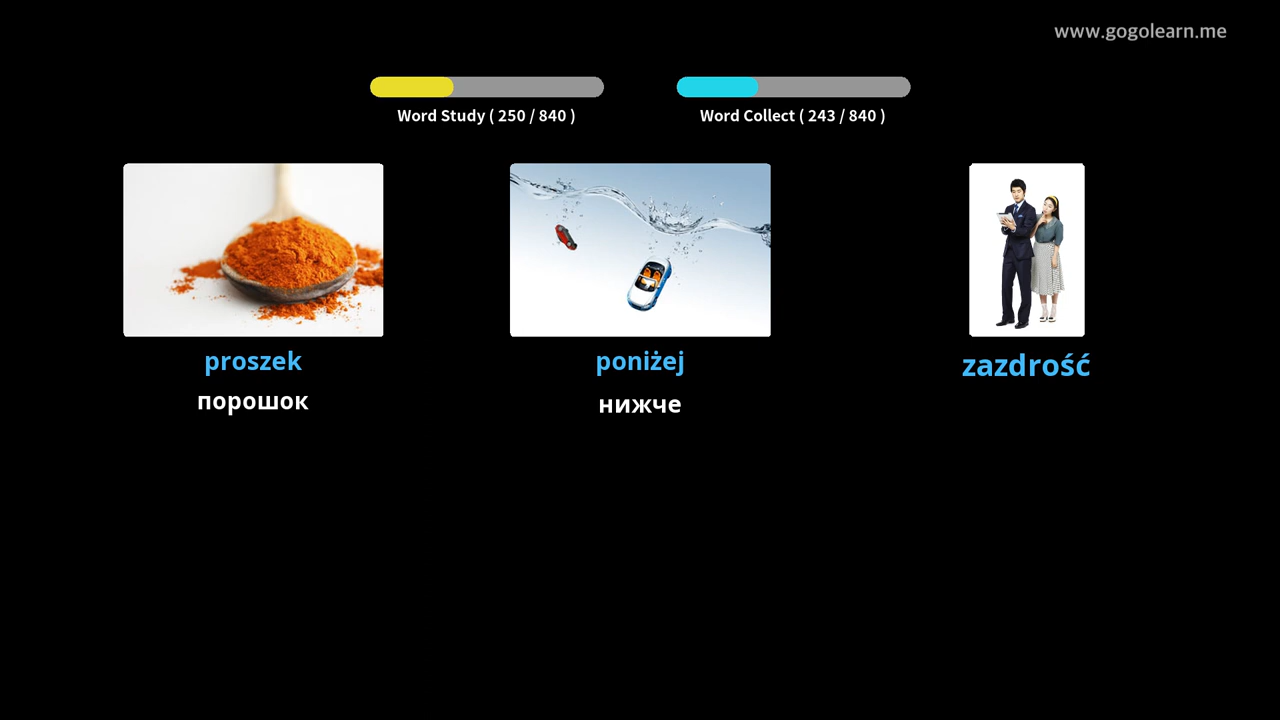 www.gogolearn.me
Word Study ( 250 / 840 )
Word Collect ( 243 / 840 )
proszek
poniżej
zazdrość
порошок
нижче